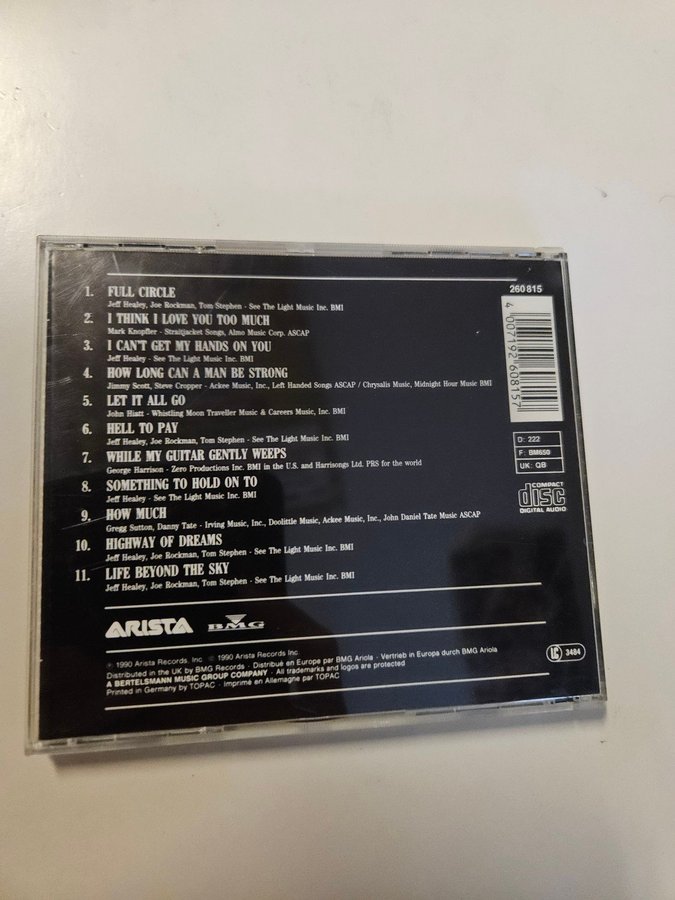 260 815
1. FULL CIRCLE
Jeff Healey, Joe Rockman, Tom Stephen - See The Light Music Inc. BMI
2. I THINK I LOVE YOU TOO MUCH
Mark Knopfler - Straitjacket Songs, Almo Music Corp. ASCAP
3. I CAN'T GET MY HANDS ON YOU
Jeff Healey - See The Light Music Inc. BMI
4. HOW LONG CAN A MAN BE STRONG
Jimmy Scott, Steve Cropper - Ackee Music, Inc., Left Handed Songs ASCAP / Chrysalis Music, Midnight Hour Music BMI
5. LET IT ALL GO
John Hiatt - Whistling Moon Traveller Music & Careers Music, Inc. BMI
6. HELL TO PAY
Jeff Healey, Joe Rockman, Tom Stephen - See The Light Music Inc. BMI
7. WHILE MY GUITAR GENTLY WEEPS
George Harrison - Zero Productions Inc. BMI in the U.S. and Harrisongs Ltd. PRS for the world
8. SOMETHING TO HOLD ON TO
Jeff Healey - See The Light Music Inc. BMI
9. HOW MUCH
Gregg Sutton, Danny Tate - Irving Music, Inc., Doolittle Music, Ackee Music, Inc., John Daniel Tate Music ASCAP
10. HIGHWAY OF DREAMS
Jeff Healey, Joe Rockman, Tom Stephen - See The Light Music Inc. BMI
11. LIFE BEYOND THE SKY
Jeff Healey, Joe Rockman, Tom Stephen - See The Light Music Inc. BMI
4 007192 608157
D: 222
F: BM650
UK: QB
COMPACT
disc
DIGITAL AUDIO
ARISTA BMG
℗ 1990 Arista Records, Inc. © 1990 Arista Records Inc.
Distributed in the UK by BMG Records · Distribué en Europe par BMG Ariola · Vertrieb in Europa durch BMG Ariola
A BERTELSMANN MUSIC GROUP COMPANY · All trademarks and logos are protected
Printed in Germany by TOPAC · Imprimé en Allemagne par TOPAC
LC 3484